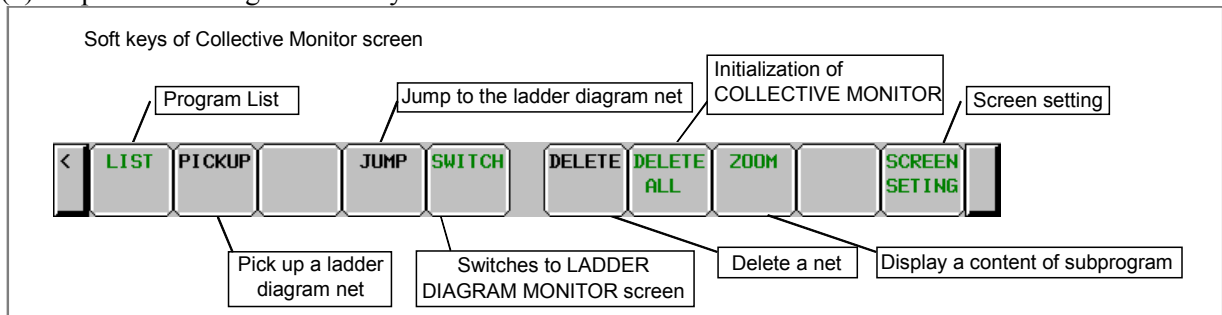 Soft keys of Collective Monitor screen
Initialization of
COLLECTIVE MONITOR
Program List
Jump to the ladder diagram net
Screen setting
<
LIST
PICKUP
JUMP
SWITCH
DELETE
DELETE
ALL
ZOOM
SCREEN
SETING
Pick up a ladder
diagram net
Switches to LADDER
DIAGRAM MONITOR screen
Delete a net
Display a content of subprogram